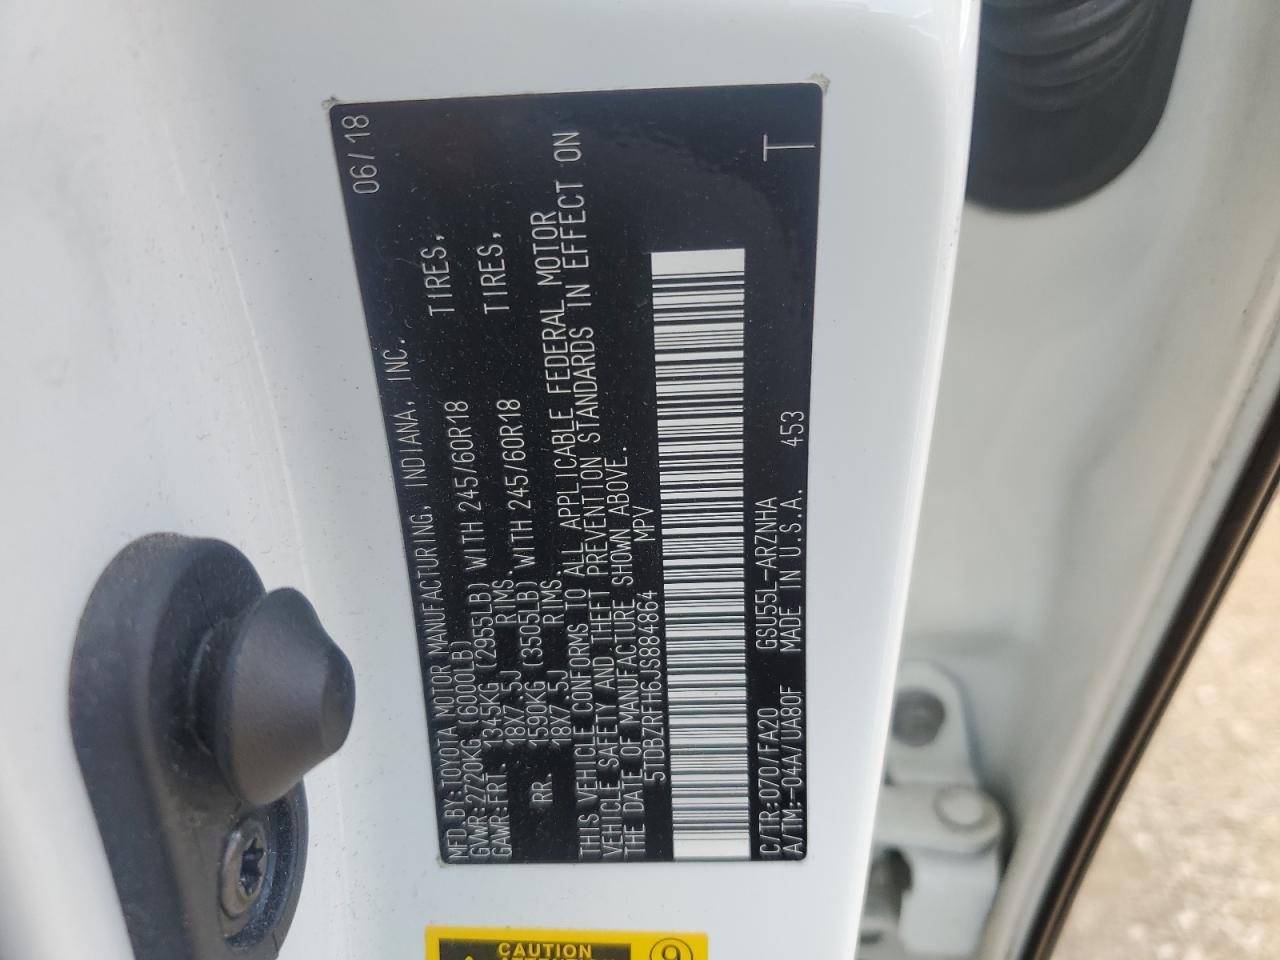 MFD. BY: TOYOTA MOTOR MANUFACTURING, INDIANA, INC. 06/18
GVWR: 2720KG (6000LB)
GAWR: FRT. 1345KG (2955LB) WITH 245/60R18 TIRES,
18X7.5J RIMS.
RR. 1590KG (3505LB) WITH 245/60R18 TIRES,
18X7.5J RIMS.
THIS VEHICLE CONFORMS TO ALL APPLICABLE FEDERAL MOTOR
VEHICLE SAFETY AND THEFT PREVENTION STANDARDS IN EFFECT ON
THE DATE OF MANUFACTURE SHOWN ABOVE.
5TDBZRFH6JS884864 MPV
C/TR: 070/FA20 GSU55L-ARZNHA T
A/TM: -04A/UA80F MADE IN U.S.A. 453
CAUTION